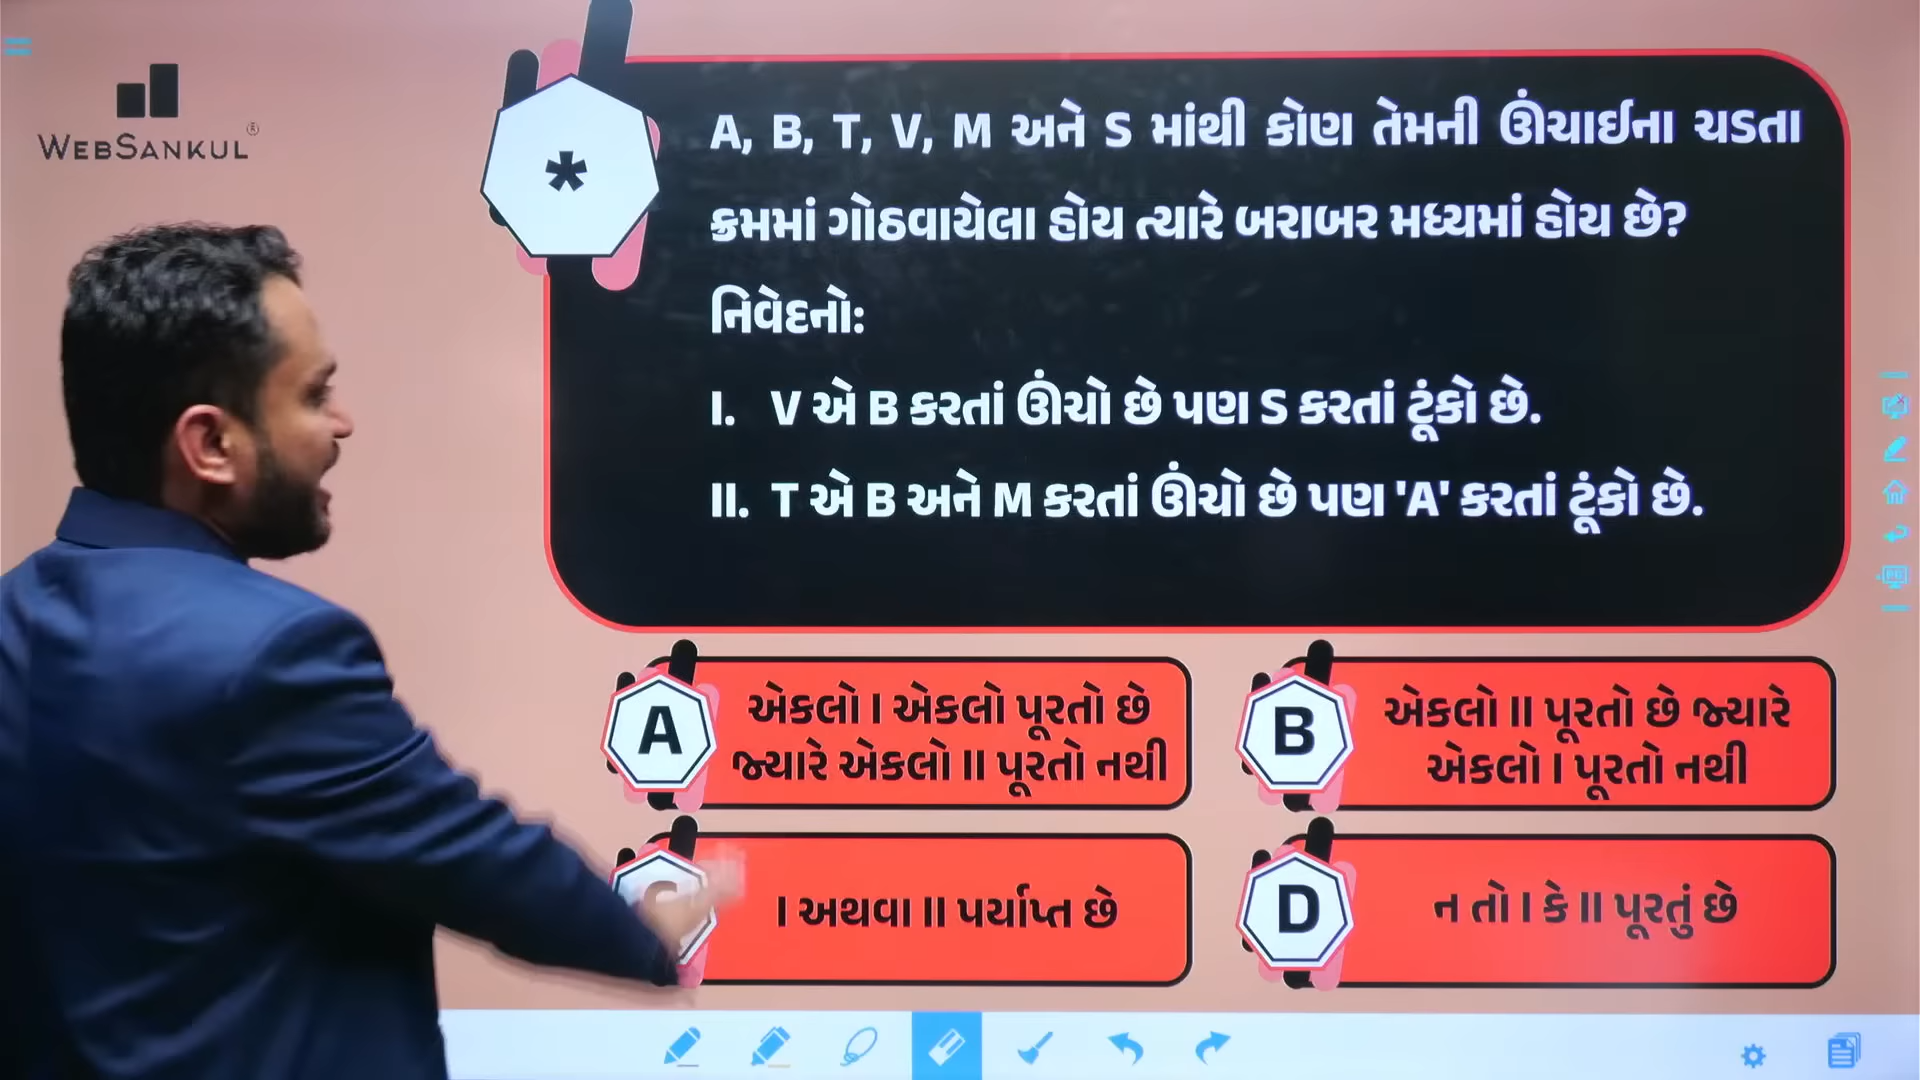 WEBSANKUL®
*
A, B, T, V, M અને S માંથી કોણ તેમની ઊંચાઈના ચડતા
ક્રમમાં ગોઠવાયેલા હોય ત્યારે બરાબર મધ્યમાં હોય છે?
નિવેદનો:
I. V એ B કરતાં ઊંચો છે પણ S કરતાં ટૂંકો છે.
II. T એ B અને M કરતાં ઊંચો છે પણ 'A' કરતાં ટૂંકો છે.
A
એકલો I એકલો પૂરતો છે
જ્યારે એકલો II પૂરતો નથી
B
એકલો II પૂરતો છે જ્યારે
એકલો I પૂરતો નથી
I અથવા II પર્યાપ્ત છે
D
ન તો I કે II પૂરતું છે